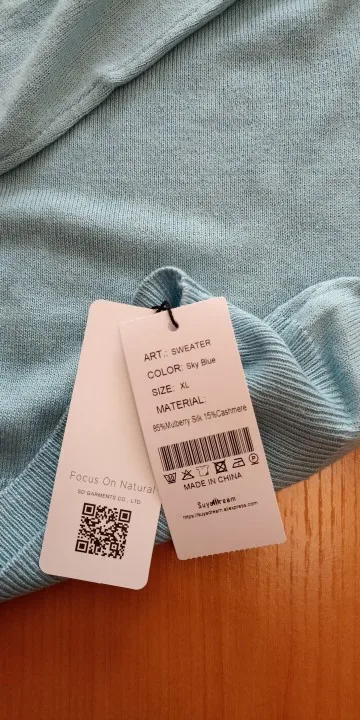 ART.: SWEATER
COLOR: Sky Blue
SIZE: XL
MATERIAL:
85%Mulberry Silk 15%Cashmere
MADE IN CHINA
SuyaDream
https://suyadream.aliexpress.com
Focus On Natural
SD GARMENTS CO., LTD